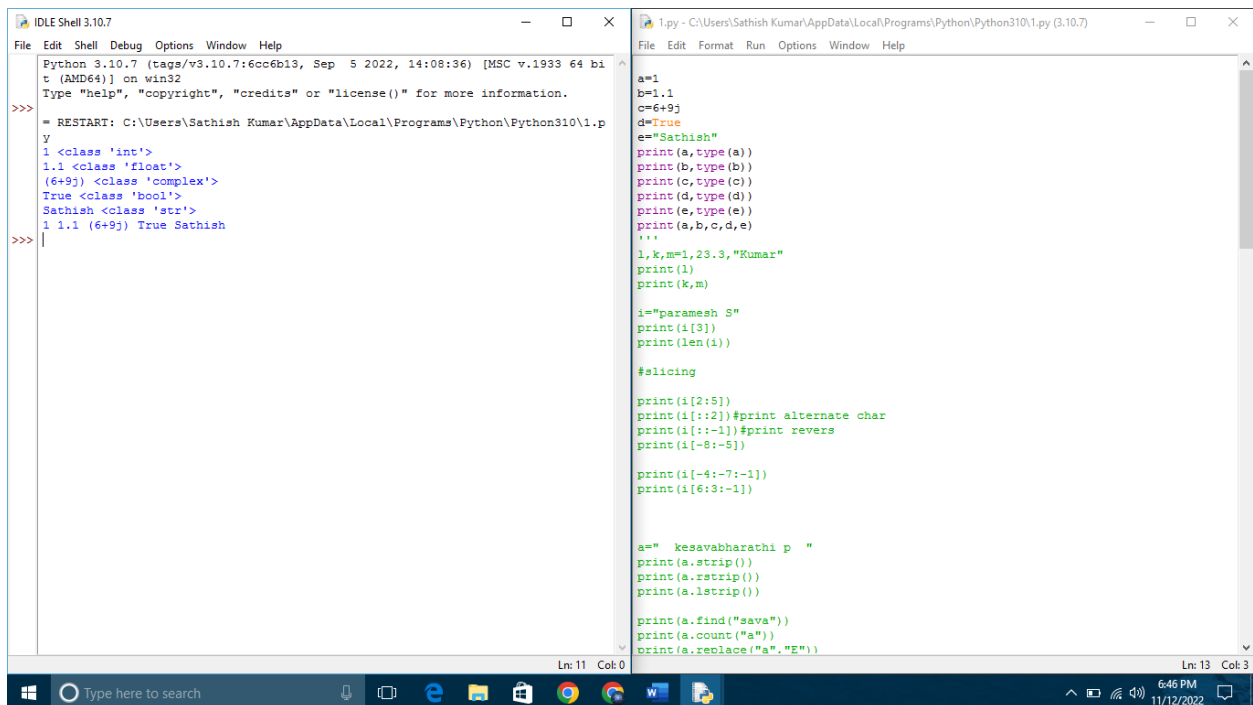 IDLE Shell 3.10.7
File Edit Shell Debug Options Window Help
Python 3.10.7 (tags/v3.10.7:6cc6b13, Sep  5 2022, 14:08:36) [MSC v.1933 64 bi
t (AMD64)] on win32
Type "help", "copyright", "credits" or "license()" for more information.
>>>
= RESTART: C:\Users\Sathish Kumar\AppData\Local\Programs\Python\Python310\1.p
y
1 <class 'int'>
1.1 <class 'float'>
(6+9j) <class 'complex'>
True <class 'bool'>
Sathish <class 'str'>
1 1.1 (6+9j) True Sathish
>>>
Ln: 11 Col: 0
1.py - C:\Users\Sathish Kumar\AppData\Local\Programs\Python\Python310\1.py (3.10.7)
File Edit Format Run Options Window Help
a=1
b=1.1
c=6+9j
d=True
e="Sathish"
print(a,type(a))
print(b,type(b))
print(c,type(c))
print(d,type(d))
print(e,type(e))
print(a,b,c,d,e)
'''
l,k,m=1,23.3,"Kumar"
print(l)
print(k,m)
i="paramesh S"
print(i[3])
print(len(i))
#slicing
print(i[2:5])
print(i[::2])#print alternate char
print(i[::-1])#print revers
print(i[-8:-5])
print(i[-4:-7:-1])
print(i[6:3:-1])
a="  kesavabharathi p  "
print(a.strip())
print(a.rstrip())
print(a.lstrip())
print(a.find("sava"))
print(a.count("a"))
print(a.replace("a","E"))
Ln: 13 Col: 3
Type here to search
6:46 PM
11/12/2022